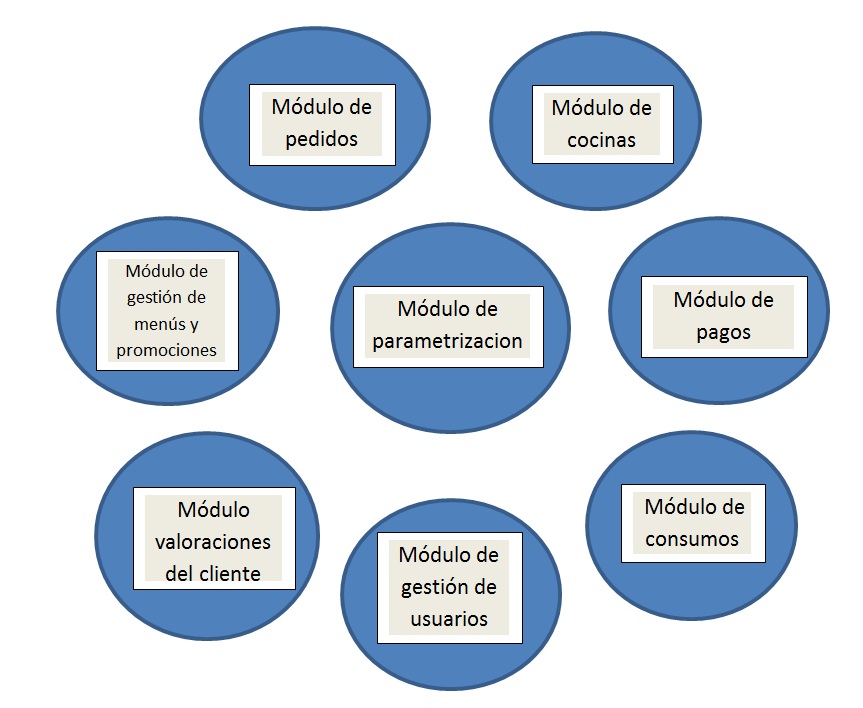 Módulo de
pedidos
Módulo de
cocinas
Módulo de
gestión de
menús y
promociones
Módulo de
parametrizacion
Módulo de
pagos
Módulo
valoraciones
del cliente
Módulo de
gestión de
usuarios
Módulo de
consumos